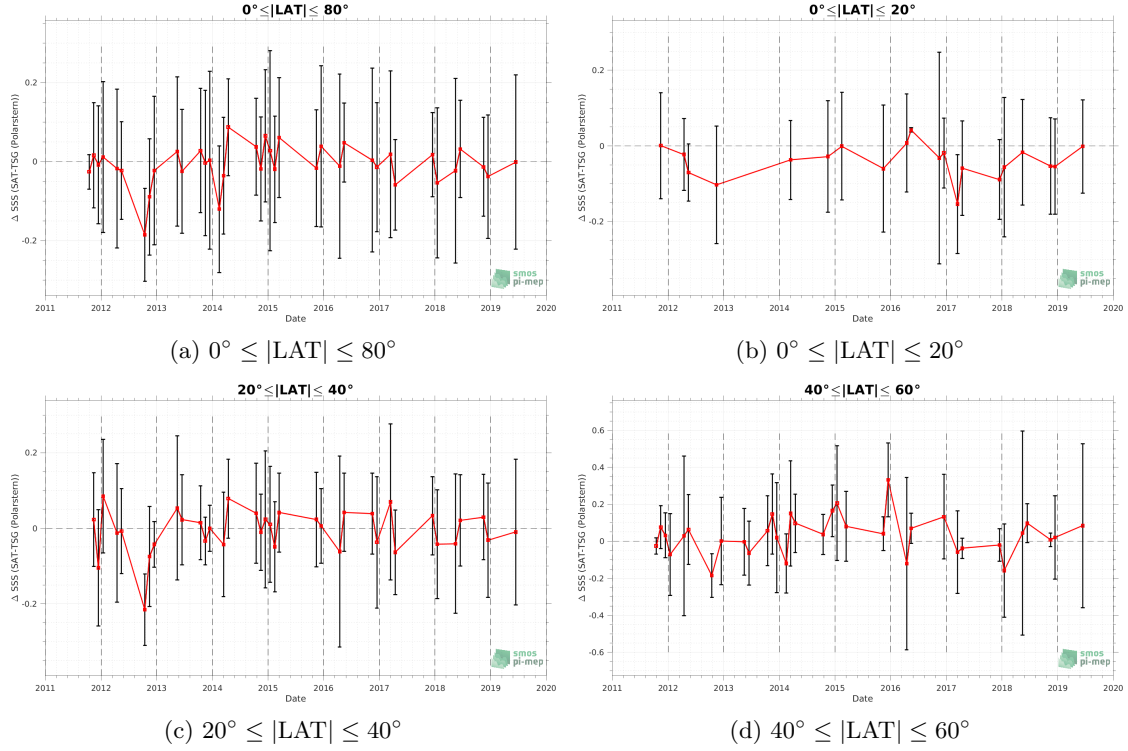 0°≤|LAT|≤ 80°
Δ SSS (SAT-TSG (Polarstern))
0.2
0
-0.2
2011 2012 2013 2014 2015 2016 2017 2018 2019 2020
Date
smos
pi-mep
(a) 0° ≤ |LAT| ≤ 80°
0°≤|LAT|≤ 20°
Δ SSS (SAT-TSG (Polarstern))
0.2
0
-0.2
2011 2012 2013 2014 2015 2016 2017 2018 2019 2020
Date
smos
pi-mep
(b) 0° ≤ |LAT| ≤ 20°
20°≤|LAT|≤ 40°
Δ SSS (SAT-TSG (Polarstern))
0.2
0
-0.2
2011 2012 2013 2014 2015 2016 2017 2018 2019 2020
Date
smos
pi-mep
(c) 20° ≤ |LAT| ≤ 40°
40°≤|LAT|≤ 60°
Δ SSS (SAT-TSG (Polarstern))
0.6
0.4
0.2
0
-0.2
-0.4
-0.6
2011 2012 2013 2014 2015 2016 2017 2018 2019 2020
Date
smos
pi-mep
(d) 40° ≤ |LAT| ≤ 60°